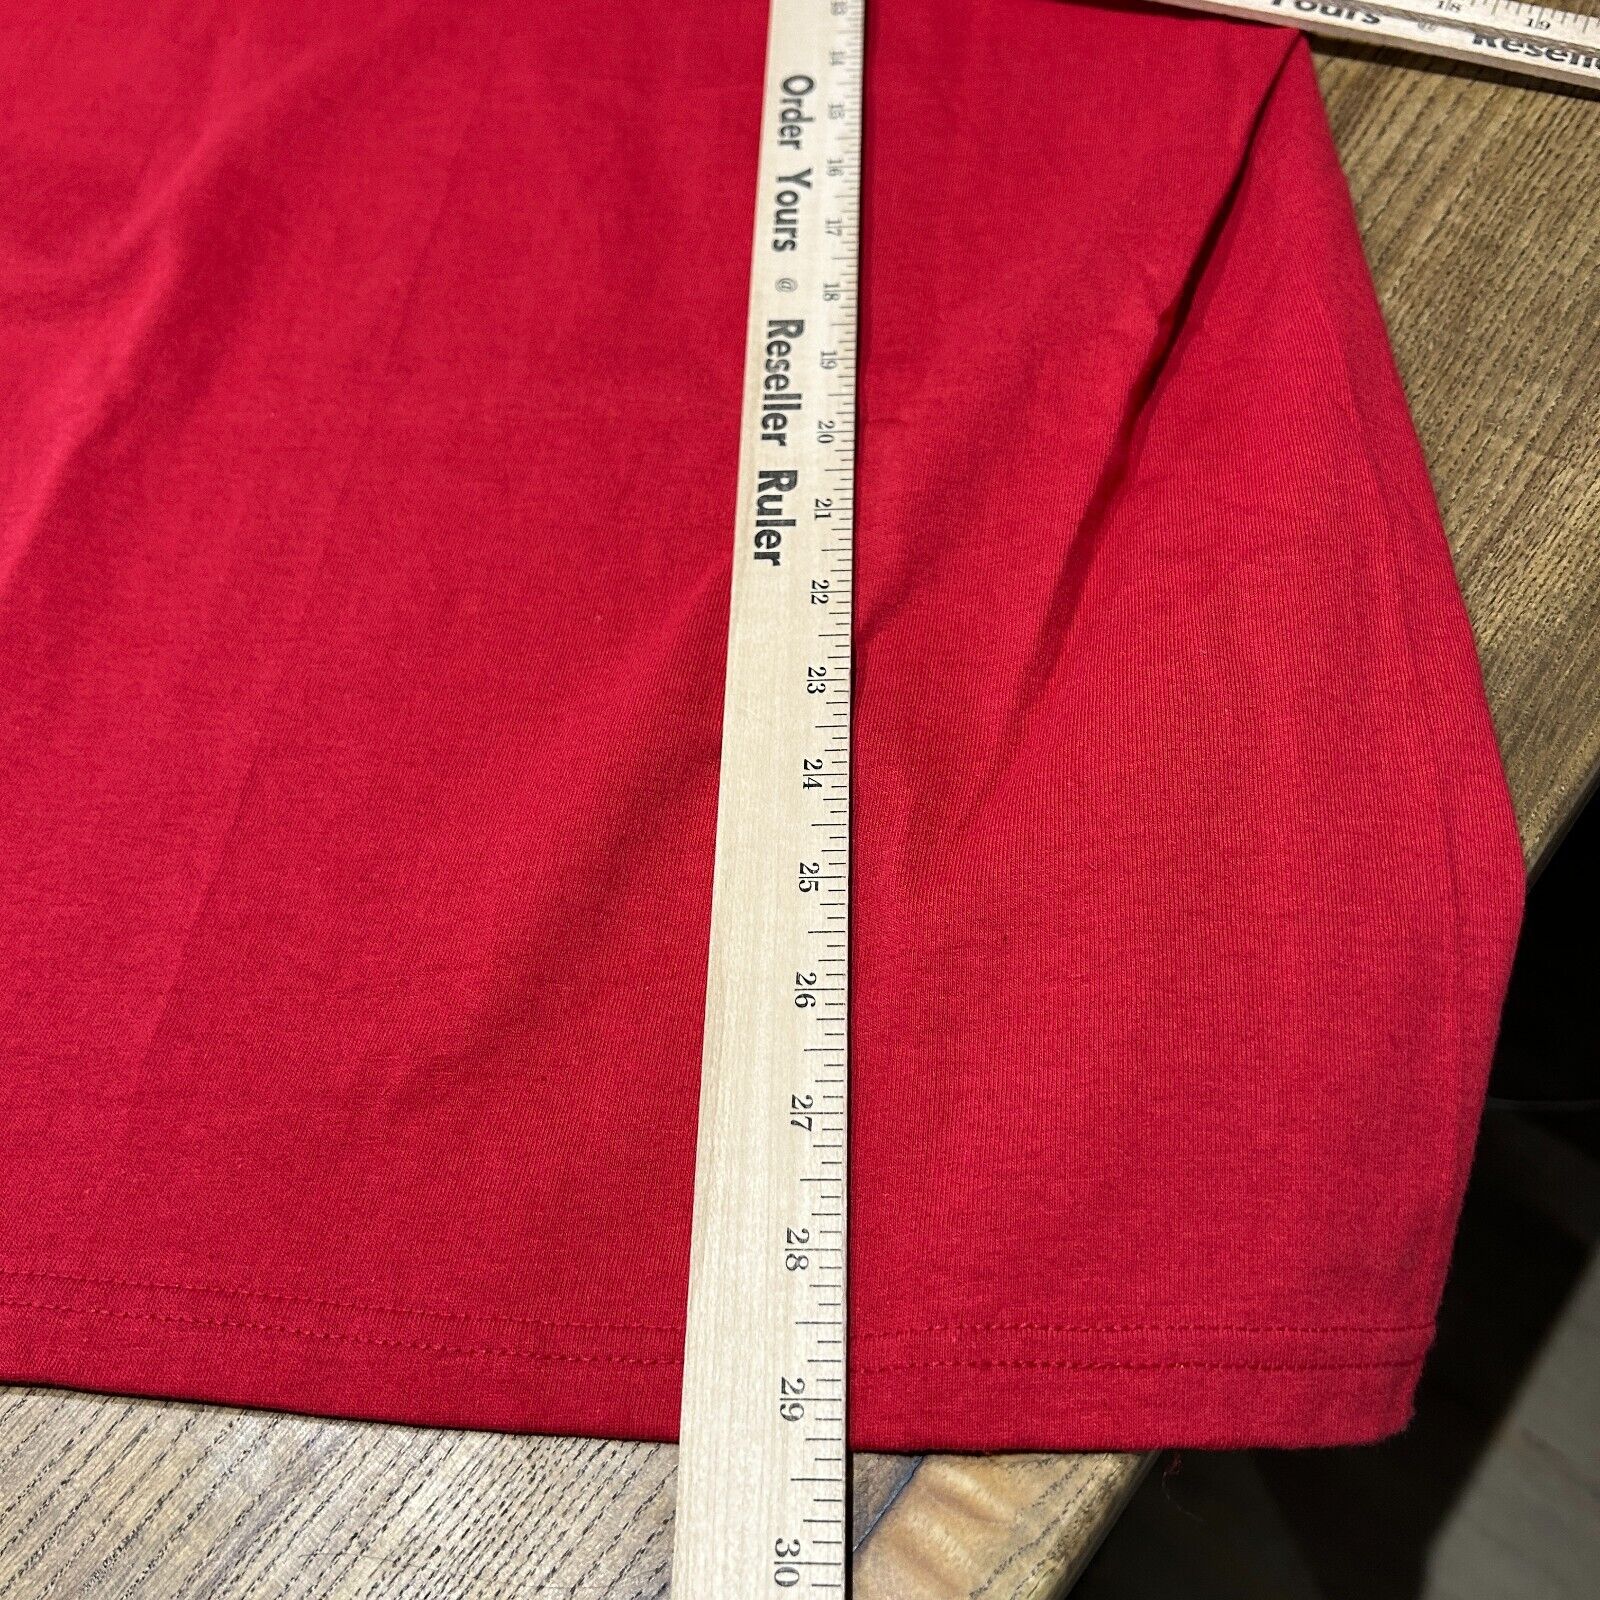 Yours @ Reseller
18 19
Order Yours @ Reseller Ruler
13 14 15 16 17 18 19 20 21 22 23 24 25 26 27 28 29 30